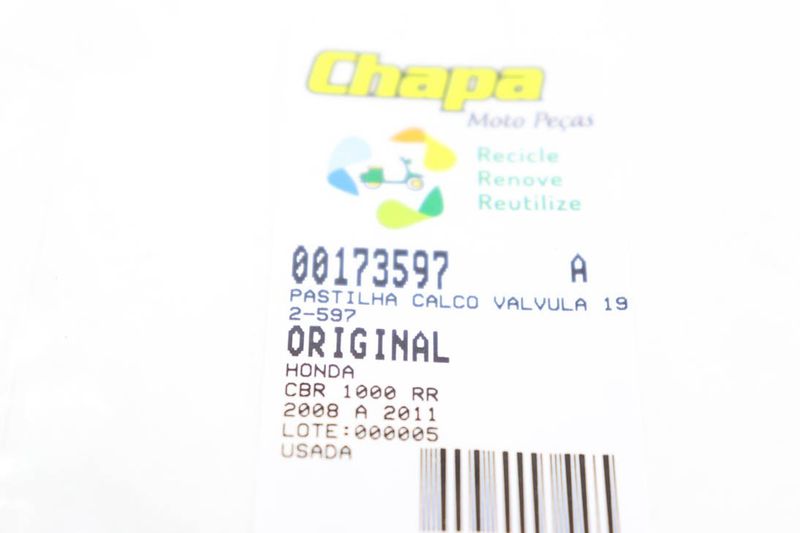 Chapa
Moto Peças
Recicle
Renove
Reutilize
00173597 A
PASTILHA CALCO VALVULA 19
2-597
ORIGINAL
HONDA
CBR 1000 RR
2008 A 2011
LOTE:000005
USADA